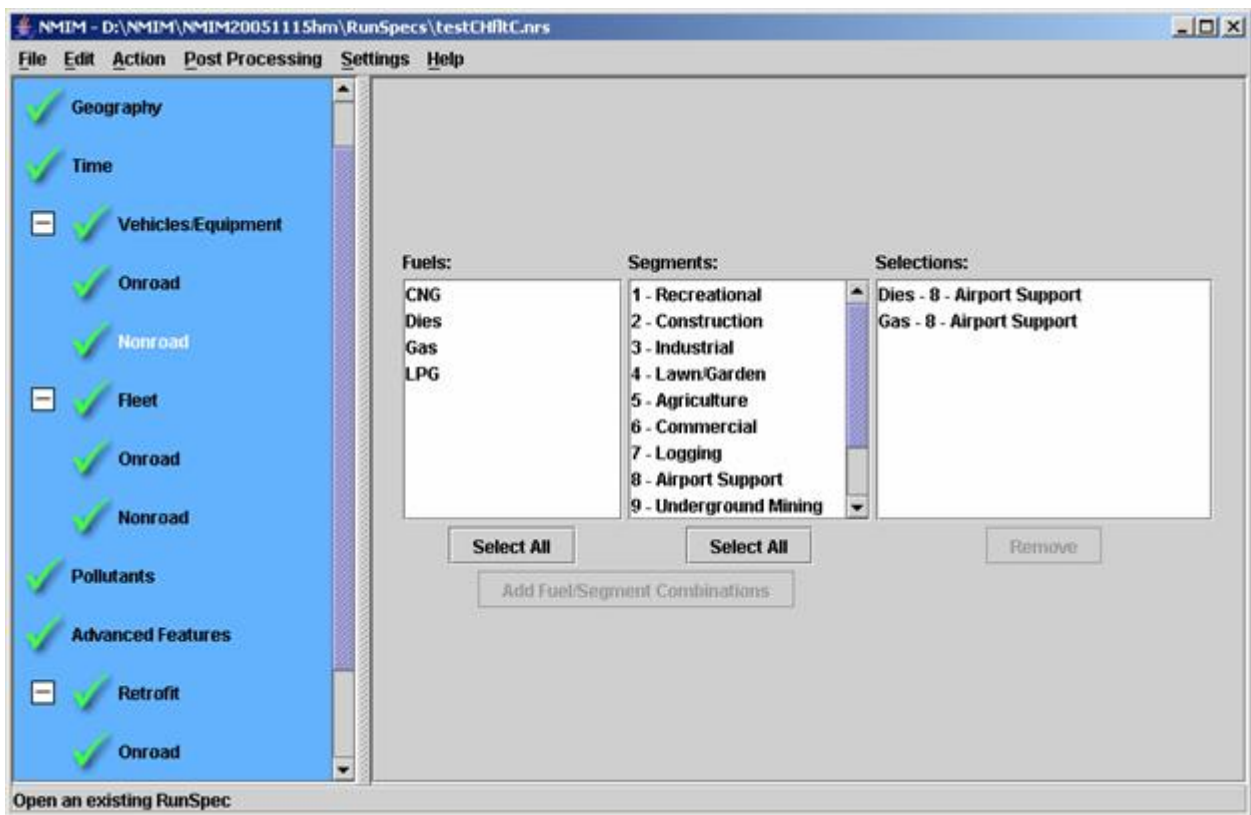 NMIM - D:\NMIM\NMIM20051115hm\RunSpecs\testCHfltC.nrs
File Edit Action Post Processing Settings Help
Geography
Time
Vehicles/Equipment
Onroad
Nonroad
Fleet
Onroad
Nonroad
Pollutants
Advanced Features
Retrofit
Onroad
Fuels:
CNG
Dies
Gas
LPG
Select All
Segments:
1 - Recreational
2 - Construction
3 - Industrial
4 - Lawn/Garden
5 - Agriculture
6 - Commercial
7 - Logging
8 - Airport Support
9 - Underground Mining
Select All
Add Fuel/Segment Combinations
Selections:
Dies - 8 - Airport Support
Gas - 8 - Airport Support
Remove
Open an existing RunSpec